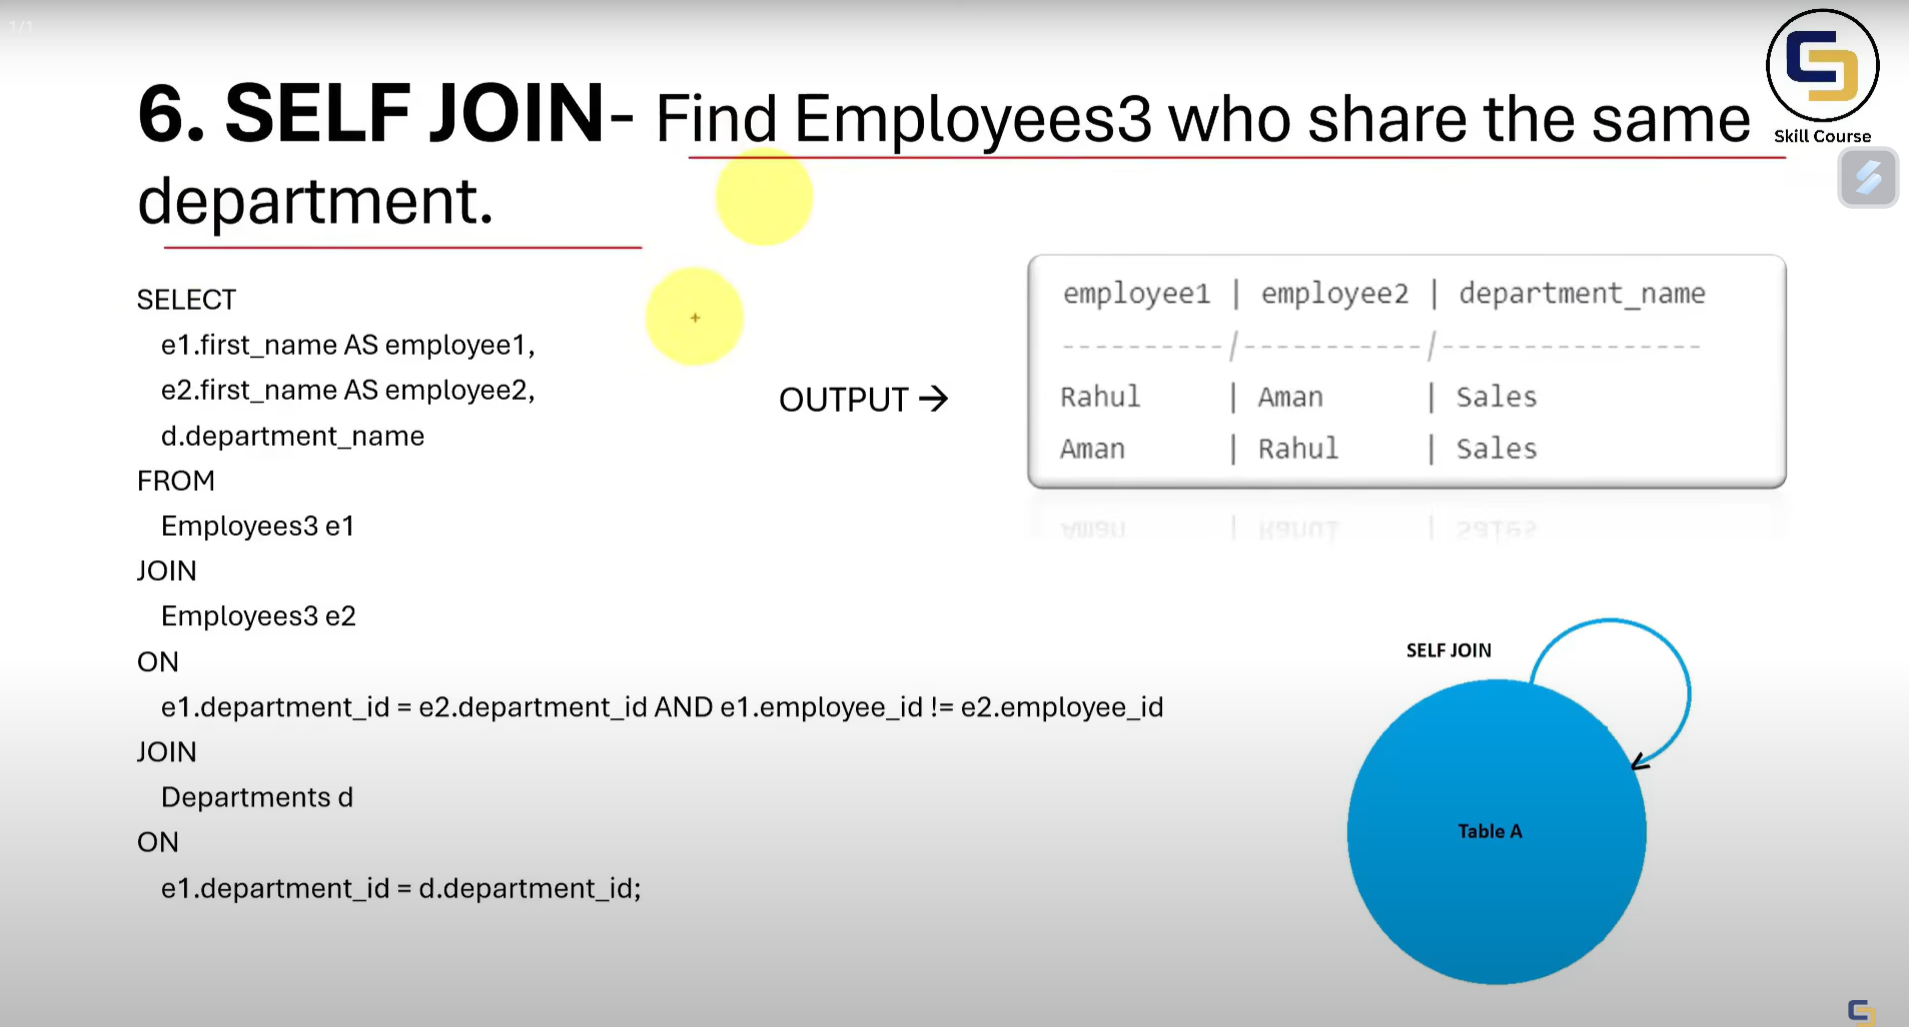 1/1
6. SELF JOIN- Find Employees3 who share the same
department.
Skill Course
SELECT
e1.first_name AS employee1,
e2.first_name AS employee2,
d.department_name
FROM
Employees3 e1
JOIN
Employees3 e2
ON
e1.department_id = e2.department_id AND e1.employee_id != e2.employee_id
JOIN
Departments d
ON
e1.department_id = d.department_id;
OUTPUT →
employee1 | employee2 | department_name
----------/-----------/----------------
Rahul | Aman | Sales
Aman | Rahul | Sales
SELF JOIN
Table A